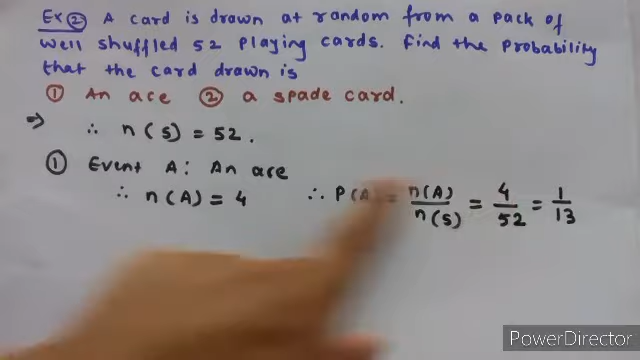 Ex ② A card is drawn at random from a pack of
well shuffled 52 playing cards. Find the probability
that the card drawn is
① An ace ② a spade card.
⇒ ∴ n(S) = 52.
① Event A : An ace
∴ n(A) = 4 ∴ P(A) = n(A)/n(S) = 4/52 = 1/13
PowerDirector